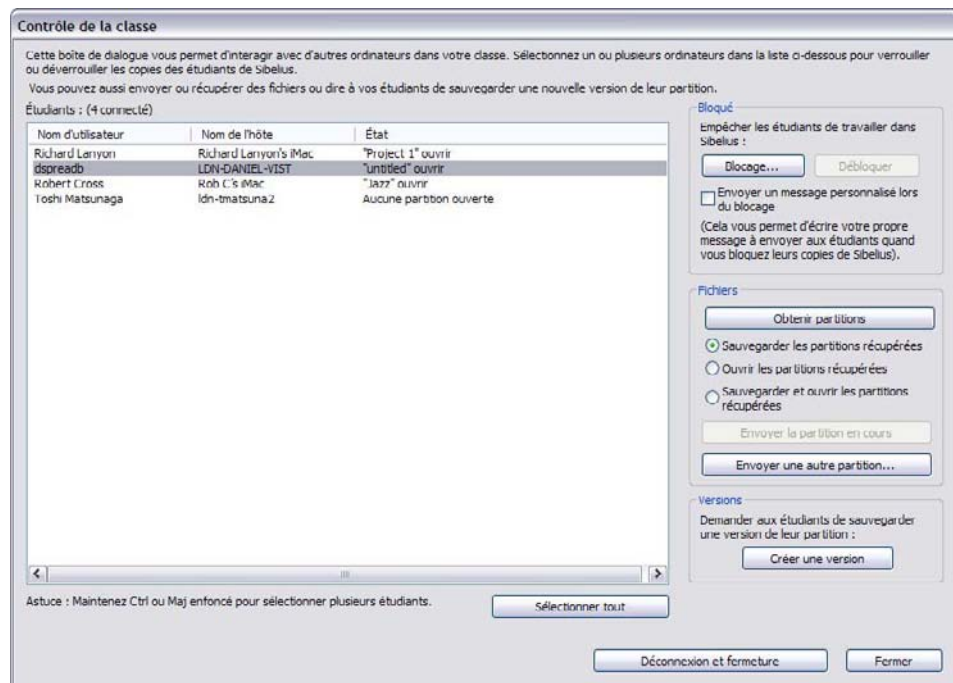 Contrôle de la classe
Cette boîte de dialogue vous permet d'interagir avec d'autres ordinateurs dans votre classe. Sélectionnez un ou plusieurs ordinateurs dans la liste ci-dessous pour verrouiller
ou déverrouiller les copies des étudiants de Sibelius.
Vous pouvez aussi envoyer ou récupérer des fichiers ou dire à vos étudiants de sauvegarder une nouvelle version de leur partition.
Étudiants : (4 connecté)
Nom d'utilisateur Nom de l'hôte État
Richard Lanyon Richard Lanyon's iMac "Project 1" ouvrir
dspreadb LDN-DANIEL-VIST "untitled" ouvrir
Robert Cross Rob C's iMac "Jazz" ouvrir
Toshi Matsunaga ldn-tmatsuna2 Aucune partition ouverte
Astuce : Maintenez Ctrl ou Maj enfoncé pour sélectionner plusieurs étudiants.
Sélectionner tout
Bloqué
Empêcher les étudiants de travailler dans
Sibelius :
Blocage... Débloquer
Envoyer un message personnalisé lors
du blocage
(Cela vous permet d'écrire votre propre
message à envoyer aux étudiants quand
vous bloquez leurs copies de Sibelius).
Fichiers
Obtenir partitions
Sauvegarder les partitions récupérées
Ouvrir les partitions récupérées
Sauvegarder et ouvrir les partitions
récupérées
Envoyer la partition en cours
Envoyer une autre partition...
Versions
Demander aux étudiants de sauvegarder
une version de leur partition :
Créer une version
Déconnexion et fermeture Fermer